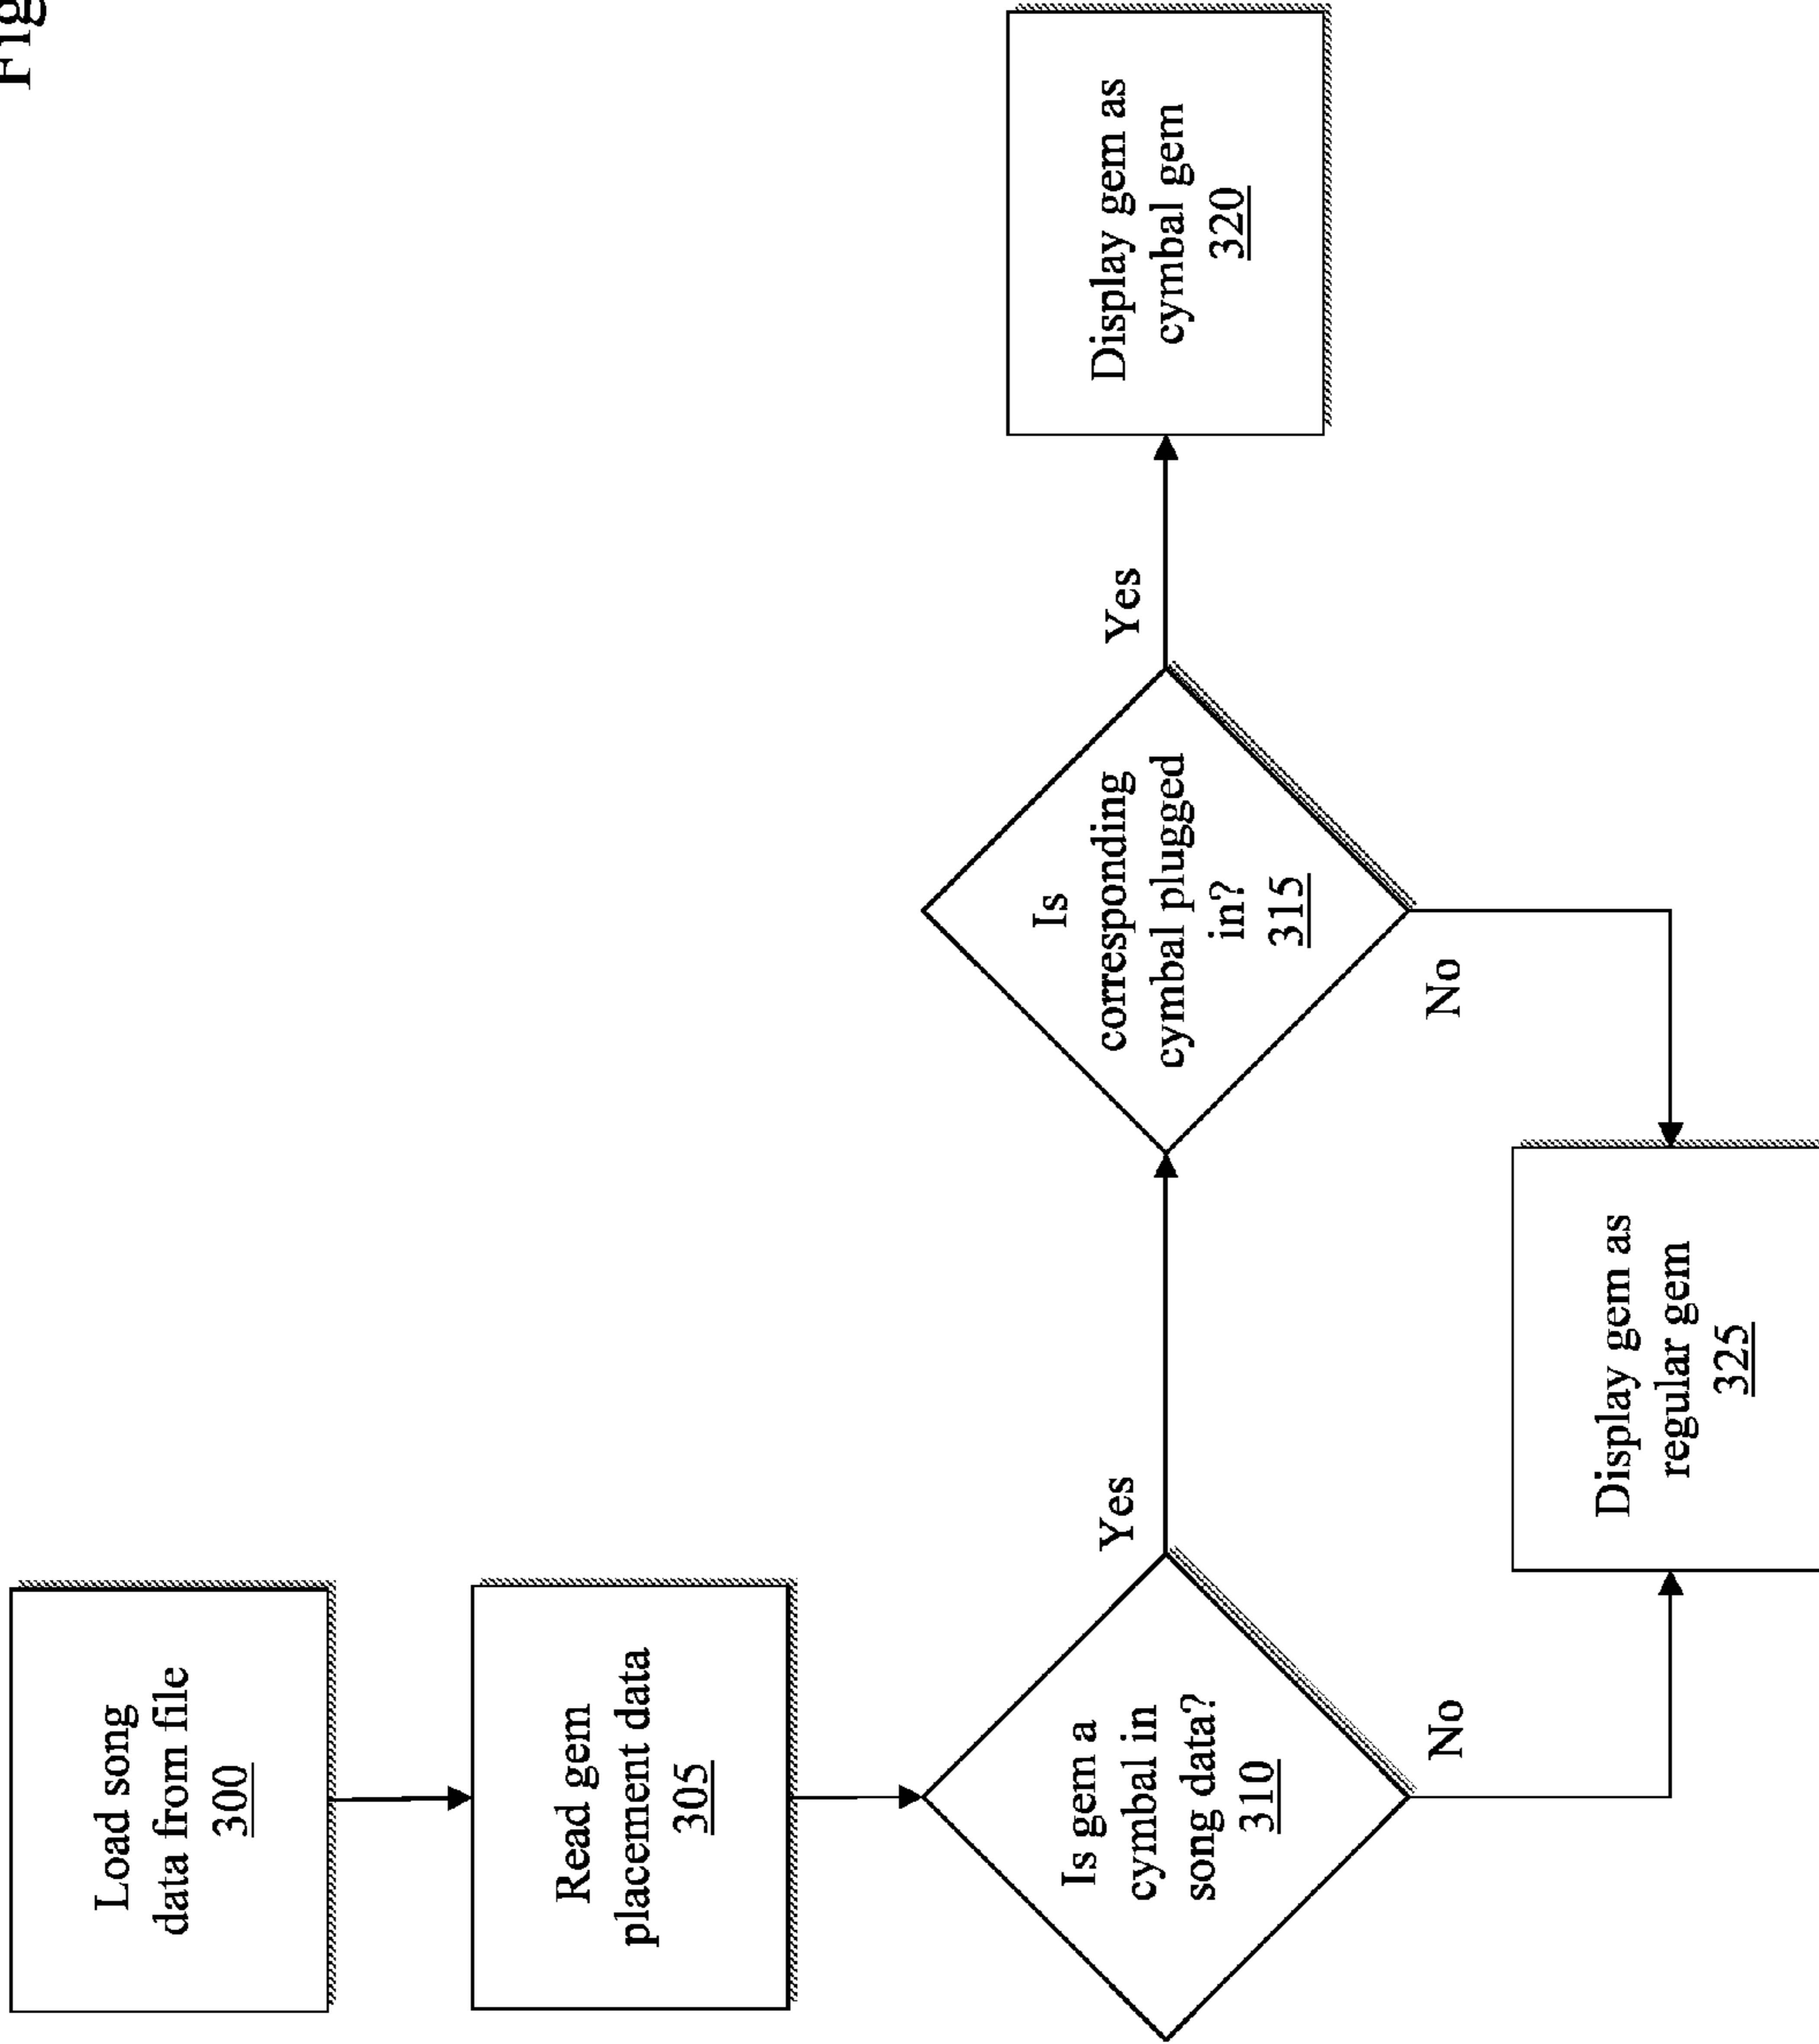 Fig
Load song
data from file
300
Read gem
placement data
305
Is gem a
cymbal in
song data?
310
Yes
Is
corresponding
cymbal plugged
in?
315
Yes
Display gem as
cymbal gem
320
No
No
Display gem as
regular gem
325